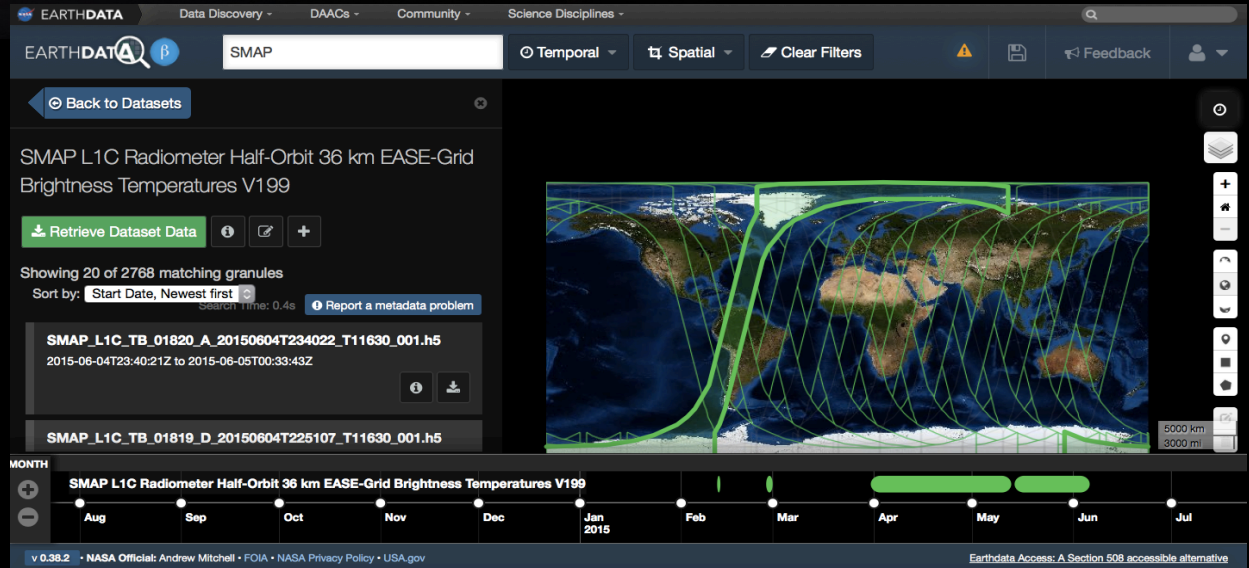 EARTHDATA
Data Discovery
DAACs
Community
Science Disciplines
EARTHDATA β
SMAP
Temporal
Spatial
Clear Filters
Feedback
Back to Datasets
SMAP L1C Radiometer Half-Orbit 36 km EASE-Grid
Brightness Temperatures V199
Retrieve Dataset Data
Showing 20 of 2768 matching granules
Sort by: Start Date, Newest first
Search Time: 0.4s
Report a metadata problem
SMAP_L1C_TB_01820_A_20150604T234022_T11630_001.h5
2015-06-04T23:40:21Z to 2015-06-05T00:33:43Z
SMAP_L1C_TB_01819_D_20150604T225107_T11630_001.h5
5000 km
3000 mi
MONTH
SMAP L1C Radiometer Half-Orbit 36 km EASE-Grid Brightness Temperatures V199
Aug Sep Oct Nov Dec Jan Feb Mar Apr May Jun Jul
2015
v 0.38.2 • NASA Official: Andrew Mitchell • FOIA • NASA Privacy Policy • USA.gov
Earthdata Access: A Section 508 accessible alternative